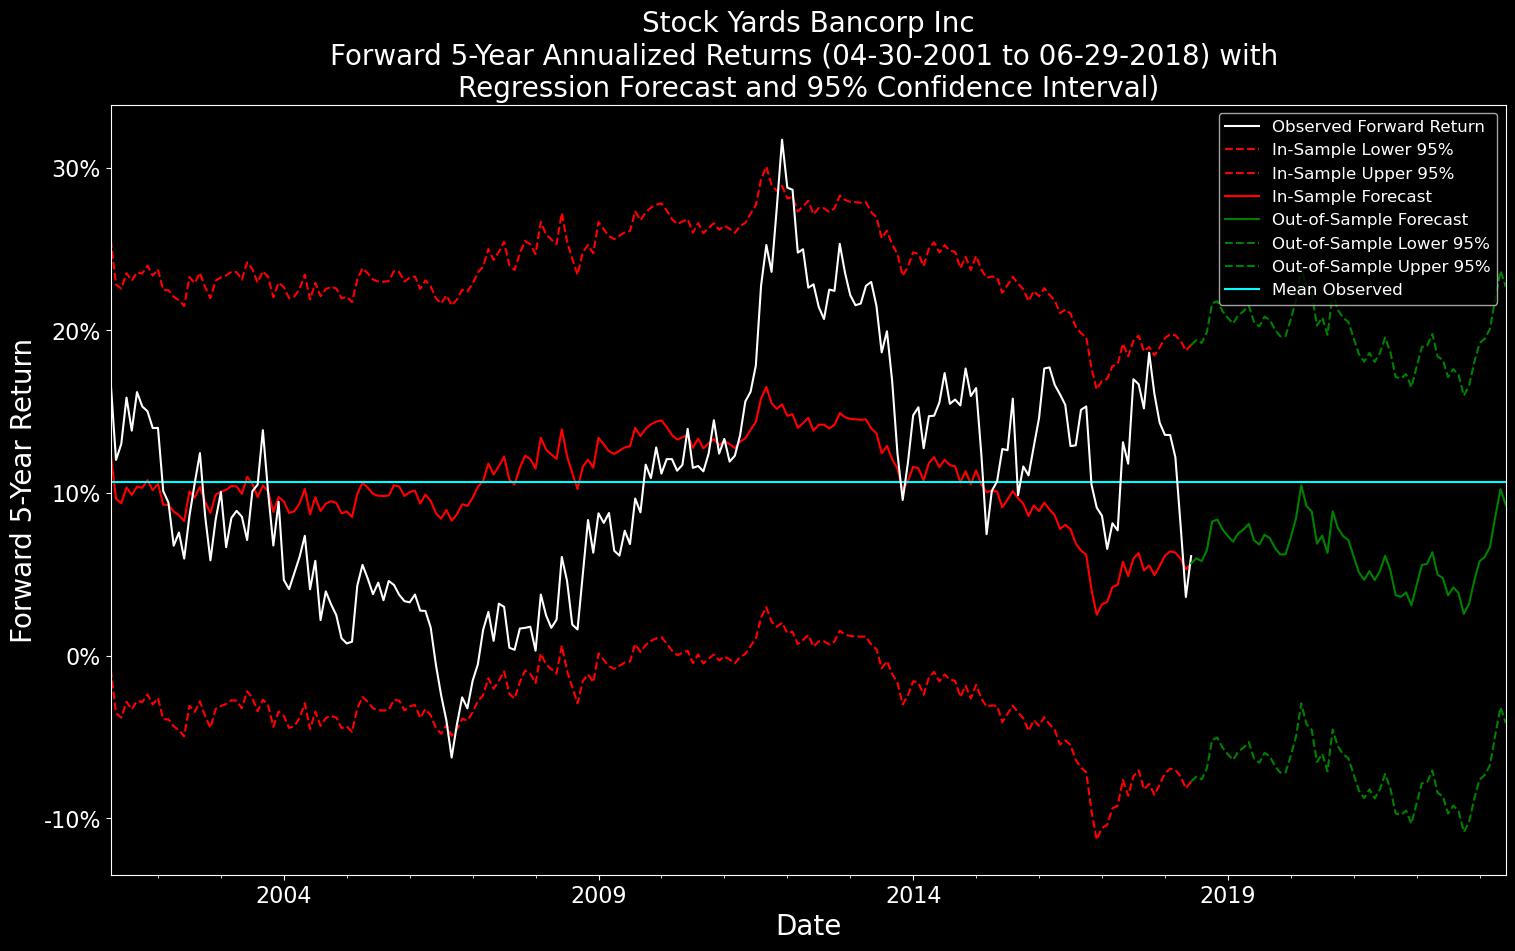 Stock Yards Bancorp Inc
Forward 5-Year Annualized Returns (04-30-2001 to 06-29-2018) with
Regression Forecast and 95% Confidence Interval)
Observed Forward Return
In-Sample Lower 95%
In-Sample Upper 95%
In-Sample Forecast
Out-of-Sample Forecast
Out-of-Sample Lower 95%
Out-of-Sample Upper 95%
Mean Observed
Forward 5-Year Return
30%
20%
10%
0%
-10%
2004
2009
2014
2019
Date